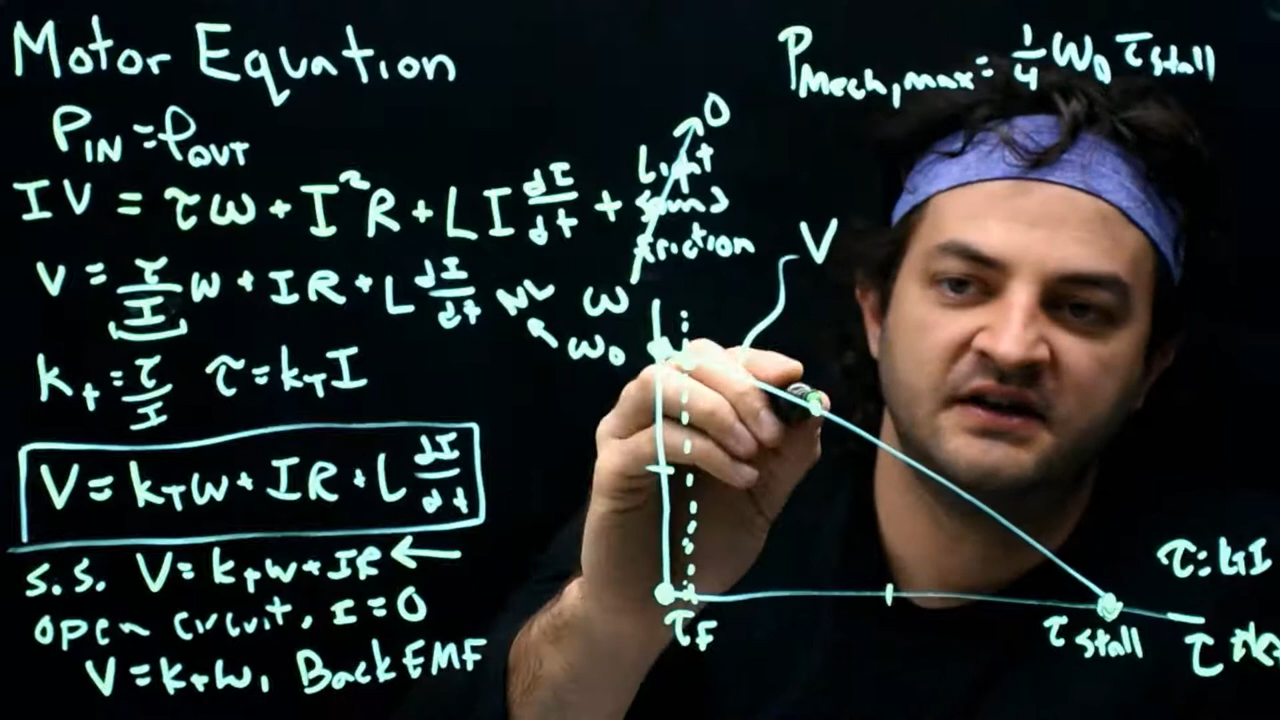 Motor Equation
P_IN = P_OUT
IV = τω + I²R + LI dI/dt + Light Sound friction
→ 0
V = τ/I ω + IR + L dI/dt
k_T = τ/I τ = k_T I
V = k_T ω + IR + L dI/dt
S.S. V = k_T ω + IR ←
open circuit, I = 0
V = k_T ω, Back EMF
P_Mech,max = 1/4 ω₀ τ_stall
V
NL
ω
ω₀
τ_F
τ_stall
τ = k_T I
τ